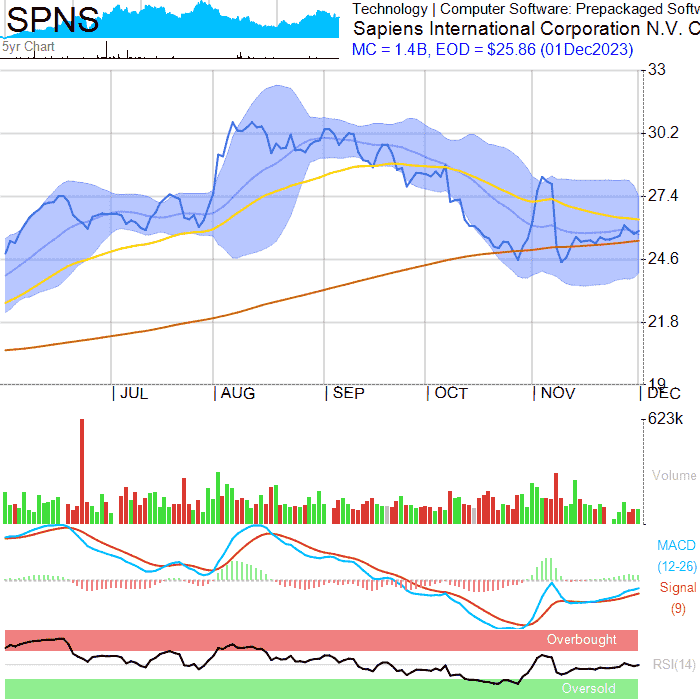 SPNS
5yr Chart
Technology | Computer Software: Prepackaged Softw
Sapiens International Corporation N.V. C
MC = 1.4B, EOD = $25.86 (01Dec2023)
33
30.2
27.4
24.6
21.8
19
JUL
AUG
SEP
OCT
NOV
DEC
623k
Volume
MACD
(12-26)
Signal
(9)
Overbought
RSI(14)
Oversold